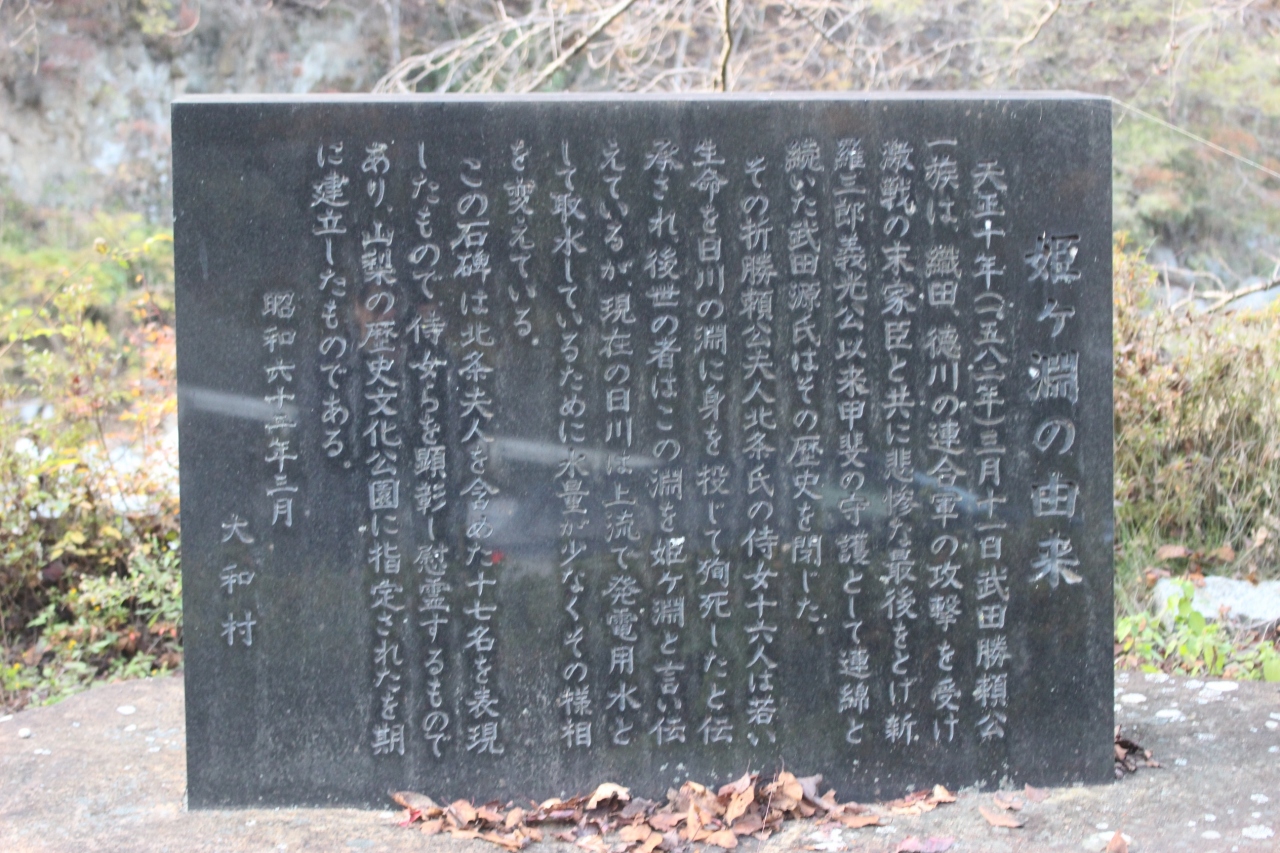 姫ヶ淵の由来
天正十年(一五八二年)三月十一日武田勝頼公
一族は、織田、徳川の連合軍の攻撃を受け
激戦の末家臣と共に悲惨な最後をとげ新
羅三郎義光公以来甲斐の守護として連綿と
続いた武田源氏はその歴史を閉じた。
その折勝頼公夫人北条氏の侍女十六人は若い
生命を日川の淵に身を投じて殉死したと伝
承され後世の者はこの淵を姫ヶ淵と言い伝
えているが、現在の日川は上流で発電用水と
して取水しているために水量が少なくその様相
を変えている。
この石碑は北条夫人を含めた十七名を表現
したもので、侍女らを顕彰し慰霊するもので
あり、山梨の歴史文化公園に指定されたを期
に建立したものである。
昭和六十三年三月
大和村